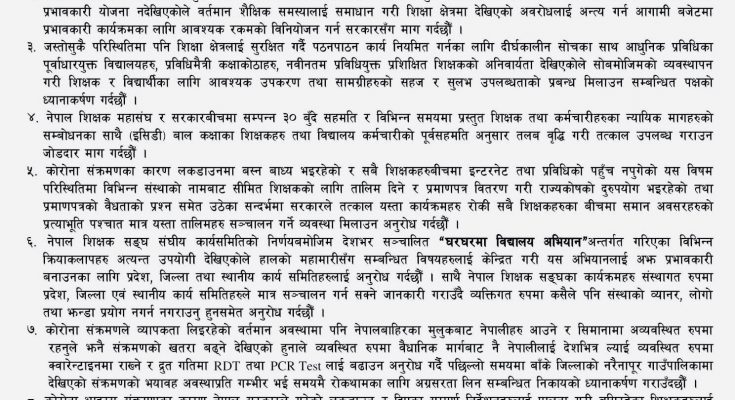 प्रभावकारी योजना नदेखिएकोले वर्तमान शैक्षिक समस्यालाई समाधान गरी शिक्षा क्षेत्रमा देखिएको अवरोधलाई अन्त्य गर्न आगामी बजेटमा
प्रभावकारी कार्यक्रमका लागि आवश्यक रकमको विनियोजन गर्न सरकारसँग माग गर्दछौं ।
३. जस्तोसुकै परिस्थितिमा पनि शिक्षा क्षेत्रलाई सुरक्षित गर्दै पठनपाठन कार्य नियमित गर्नका लागि दीर्घकालीन सोचका साथ आधुनिक प्रविधिका
पूर्वाधारयुक्त विद्यालयहरु, प्रविधिमैत्री कक्षाकोठाहरु, नवीनतम प्रविधियुक्त प्रशिक्षित शिक्षकको अनिवार्यता देखिएकोले सोबमोजिमको व्यवस्थापन
गरी शिक्षक र विद्यार्थीका लागि आवश्यक उपकरण तथा सामग्रीहरुको सहज र सुलभ उपलब्धताको प्रबन्ध मिलाउन सम्बन्धित पक्षको
ध्यानाकर्षण गर्दछौं ।
४. नेपाल शिक्षक महासंघ र सरकारबीचमा सम्पन्न ३० बुँदे सहमति र विभिन्न समयमा प्रस्तुत शिक्षक तथा कर्मचारीहरुका न्यायिक मागहरुको
सम्बोधनका साथै (इसिडी) बाल कक्षाका शिक्षकहरु तथा विद्यालय कर्मचारीको पूर्वसहमति अनुसार तलब वृद्धि गरी तत्काल उपलब्ध गराउन
जोडदार माग गर्दछौं ।
५. कोरोना संक्रमणका कारण लकडाउनमा बस्न बाध्य भइरहेको र सबै शिक्षकहरुबीचमा इन्टरनेट तथा प्रविधिको पहुँच नपुगेको यस विषम
परिस्थितिमा विभिन्न संस्थाको नामबाट सीमित शिक्षकको लागि तालिम दिने र प्रमाणपत्र वितरण गरी राज्यकोषको दुरुपयोग भइरहेको तथा
प्रमाणपत्रको वैधताको प्रश्न समेत उठेका सन्दर्भमा सरकारले तत्काल यस्ता कार्यक्रमहरु रोकी सबै शिक्षकहरुका बीचमा समान अवसरहरुको
प्रत्याभूति पश्चात मात्र यस्ता तालिमहरु सञ्चालन गर्ने व्यवस्था मिलाउन अनुरोध गर्दछौं ।
६. नेपाल शिक्षक सङ्घ संघीय कार्यसमितिको निर्णयबमोजिम देशभर सञ्चालित "घरघरमा विद्यालय अभियान"अन्तर्गत गरिएका विभिन्न
क्रियाकलापहरु अत्यन्त उपयोगी देखिएकोले हालको महामारीसँग सम्बन्धित विषयहरुलाई केन्द्रित गरी यस अभियानलाई अझ प्रभावकारी
बनाउनका लागि प्रदेश, जिल्ला तथा स्थानीय कार्य समितिहरुलाई अनुरोध गर्दछौं । साथै नेपाल शिक्षक सङ्घका कार्यक्रमहरु संस्थागत रुपमा
प्रदेश, जिल्ला एवं स्थानीय कार्य समितिहरुले मात्र सञ्चालन गर्न सक्ने जानकारी गराउँदै व्यक्तिगत रुपमा कसैले पनि संस्थाको व्यानर, लोगो
तथा झन्डा प्रयोग नगर्न नगराउनु हुनसमेत अनुरोध गर्दछौं ।
७. कोरोना संक्रमणले व्यापकता लिइरहेको वर्तमान अवस्थामा पनि नेपालबाहिरका मुलुकबाट नेपालीहरु आउने र सिमानामा अव्यवस्थित रुपमा
रहनुले झनै संक्रमणको खतरा बढ्ने देखिएको हुनाले व्यवस्थित रुपमा वैधानिक मार्गबाट नै नेपालीलाई देशभित्र ल्याई व्यवस्थित रुपमा
क्वारेन्टाइनमा राख्ने र द्रुत गतिमा RDT तथा PCR Test लाई बढाउन अनुरोध गर्दै पछिल्लो समयमा बाँके जिल्लाको नरैनापूर गाउँपालिकामा
देखिएको संक्रमणको भयावह अवस्थाप्रति गम्भीर भई समयमै रोकथामका लागि अग्रसरता लिन सम्बन्धित निकायको ध्यानाकर्षण गराउँदछौं ।